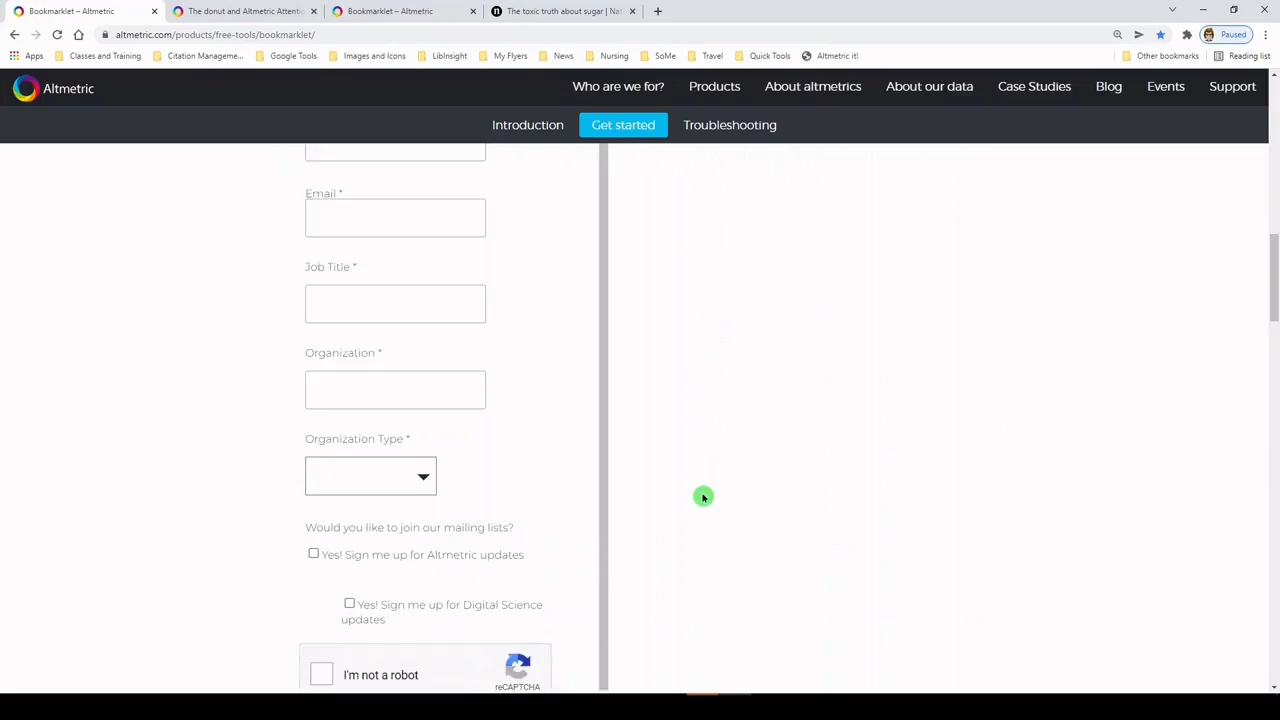 Bookmarklet – Altmetric
The donut and Altmetric Attenti
Bookmarklet – Altmetric
The toxic truth about sugar | Nat
altmetric.com/products/free-tools/bookmarklet/
Paused
Apps
Classes and Training
Citation Manageme...
Google Tools
Images and Icons
LibInsight
My Flyers
News
Nursing
SoMe
Travel
Quick Tools
Altmetric it!
Other bookmarks
Reading list
Altmetric
Who are we for?
Products
About altmetrics
About our data
Case Studies
Blog
Events
Support
Introduction
Get started
Troubleshooting
Email *
Job Title *
Organization *
Organization Type *
Would you like to join our mailing lists?
Yes! Sign me up for Altmetric updates
Yes! Sign me up for Digital Science
updates
I'm not a robot
reCAPTCHA